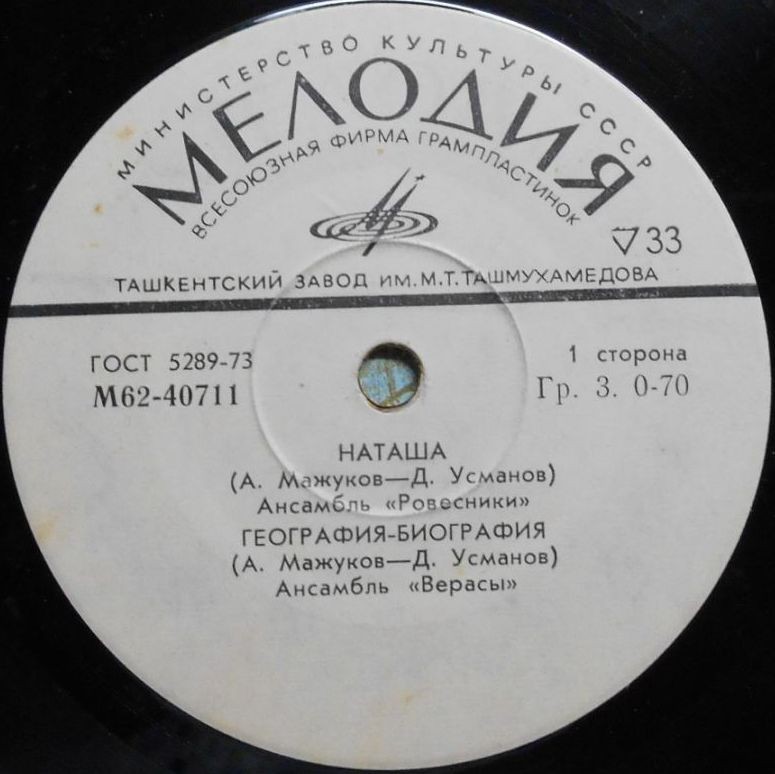 МИНИСТЕРСТВО КУЛЬТУРЫ СССР
МЕЛОДИЯ
ВСЕСОЮЗНАЯ ФИРМА ГРАМПЛАСТИНОК
▽33
ТАШКЕНТСКИЙ ЗАВОД ИМ. М.Т. ТАШМУХАМЕДОВА
ГОСТ 5289-73
1 сторона
М62-40711
Гр. 3. 0-70
НАТАША
(А. Мажуков—Д. Усманов)
Ансамбль «Ровесники»
ГЕОГРАФИЯ-БИОГРАФИЯ
(А. Мажуков—Д. Усманов)
Ансамбль «Верасы»